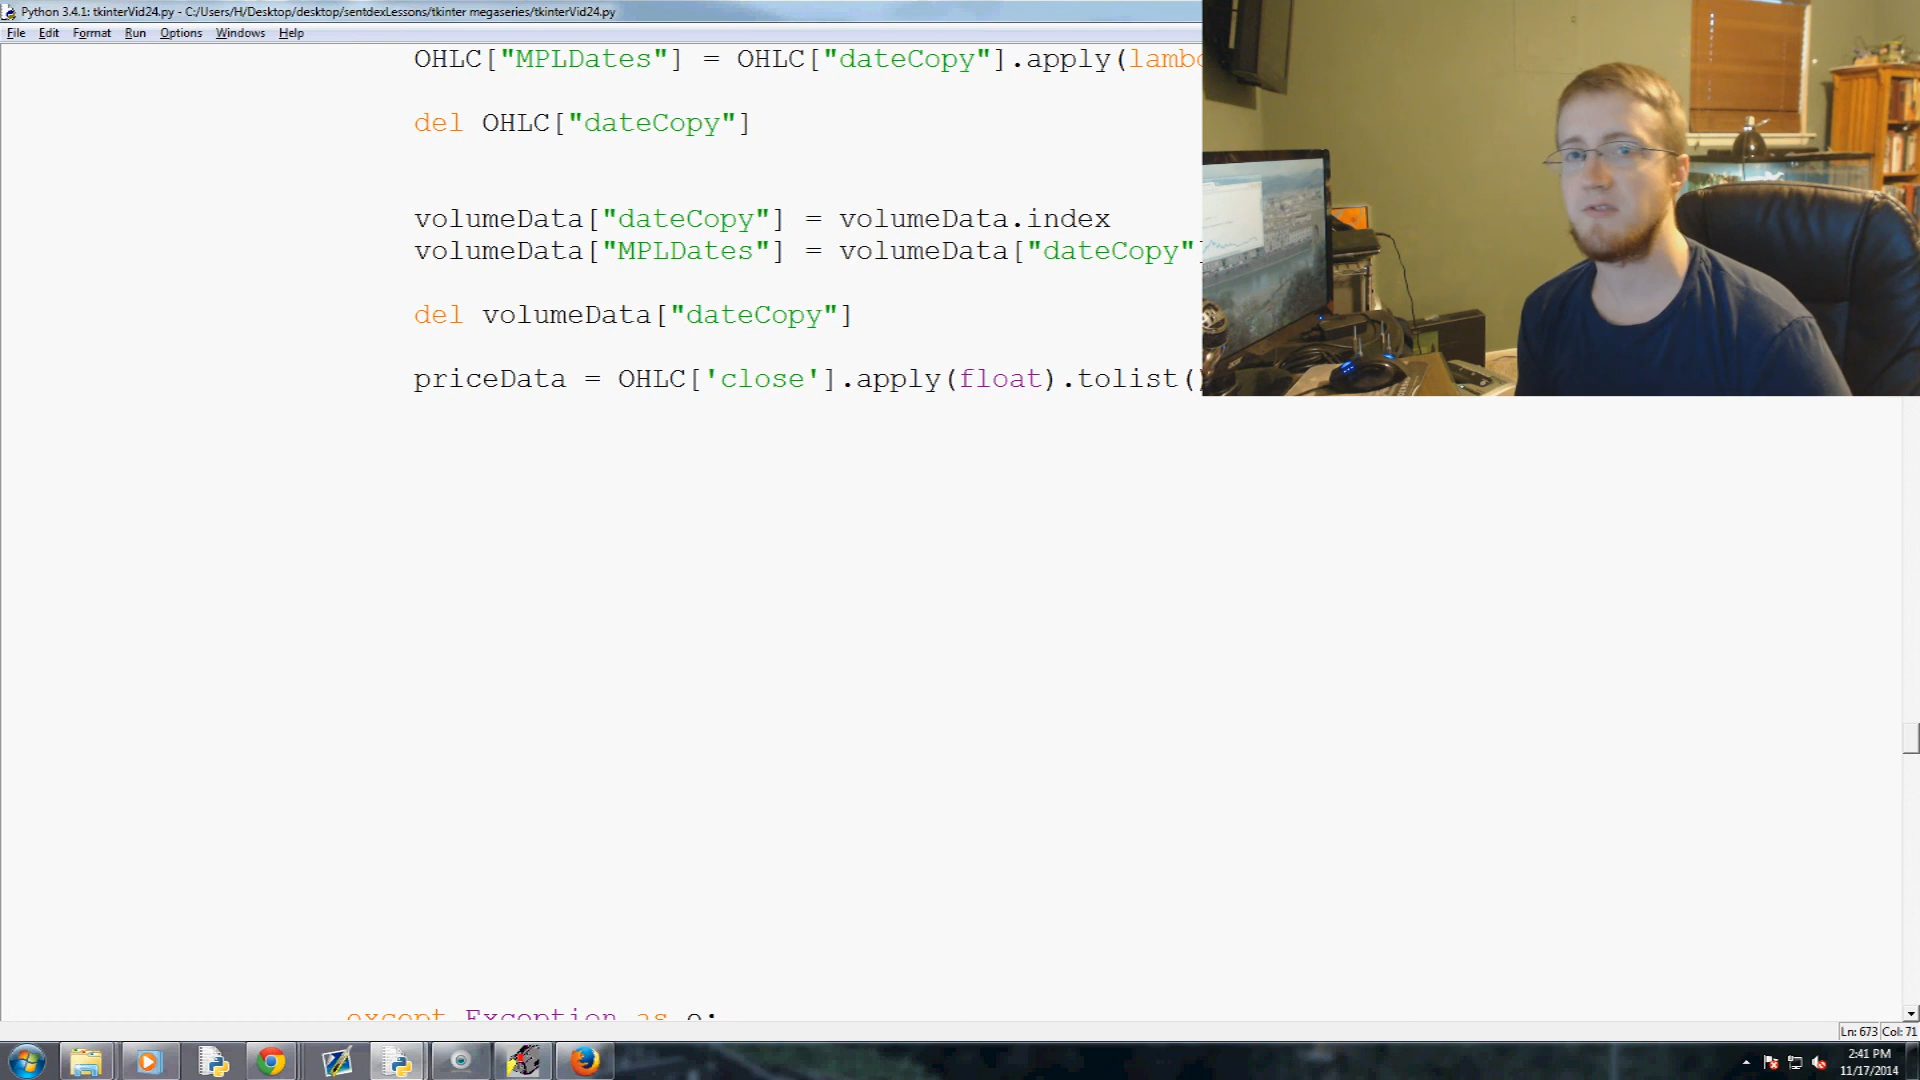 Python 3.4.1: tkinterVid24.py - C:/Users/H/Desktop/desktop/sentdexLessons/tkinter megaseries/tkinterVid24.py
File Edit Format Run Options Windows Help
OHLC["MPLDates"] = OHLC["dateCopy"].apply(lamb
del OHLC["dateCopy"]
volumeData["dateCopy"] = volumeData.index
volumeData["MPLDates"] = volumeData["dateCopy"]
del volumeData["dateCopy"]
priceData = OHLC['close'].apply(float).tolist()
except Exception as e:
Ln: 673 Col: 71
2:41 PM
11/17/2014